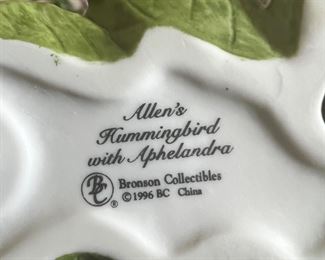 Allen's
Hummingbird
with Aphelandra
BC ® Bronson Collectibles
©1996 BC China